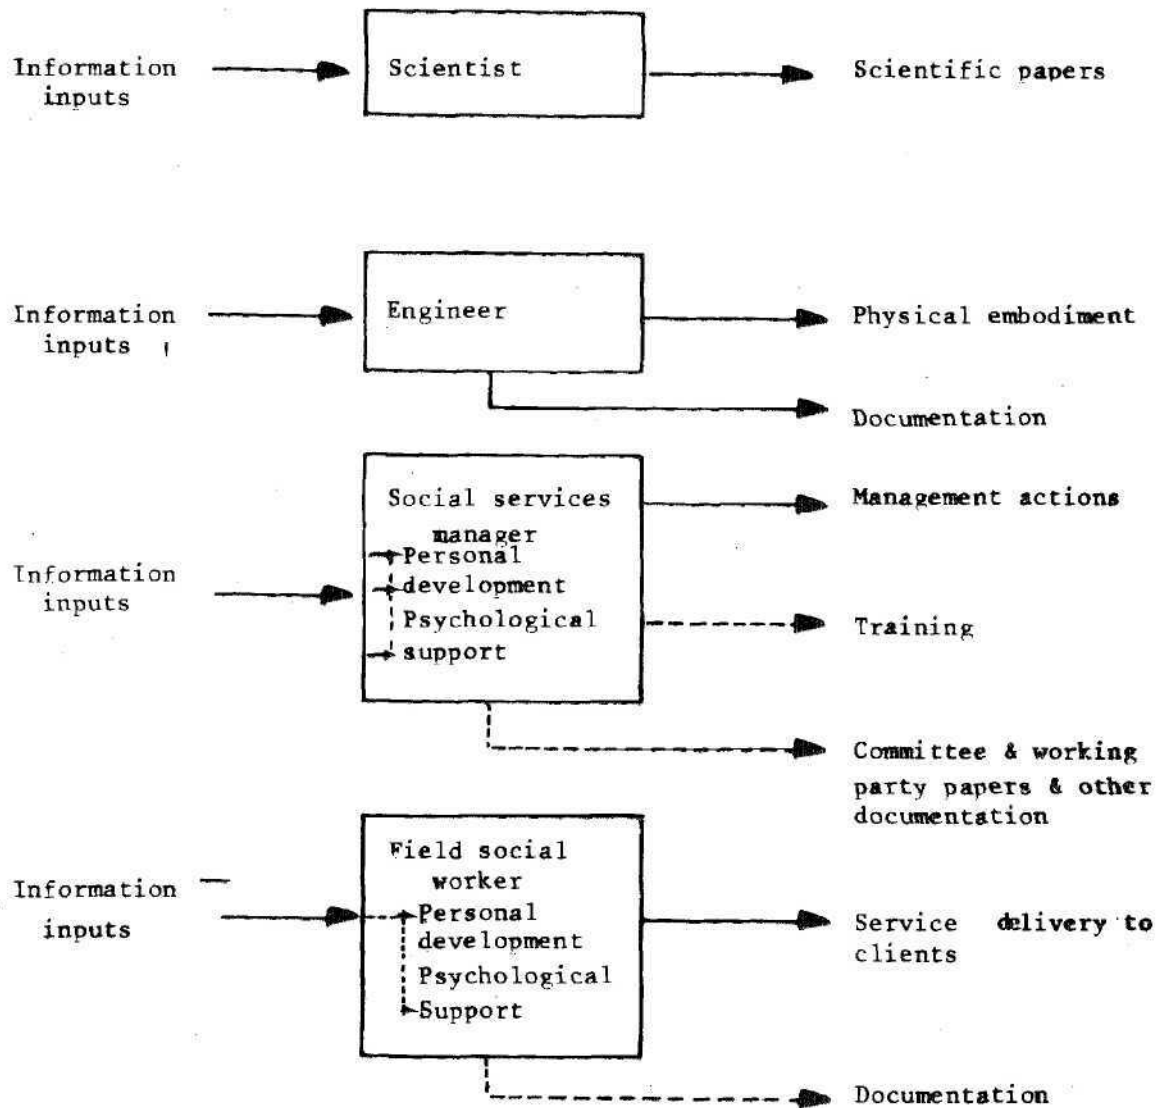 Information
inputs
Scientist
Scientific papers
Information
inputs
Engineer
Physical embodiment
Documentation
Information
inputs
Social services
manager
Personal
development
Psychological
support
Management actions
Training
Committee & working
party papers & other
documentation
Information
inputs
Field social
worker
Personal
development
Psychological
Support
Service delivery to
clients
Documentation